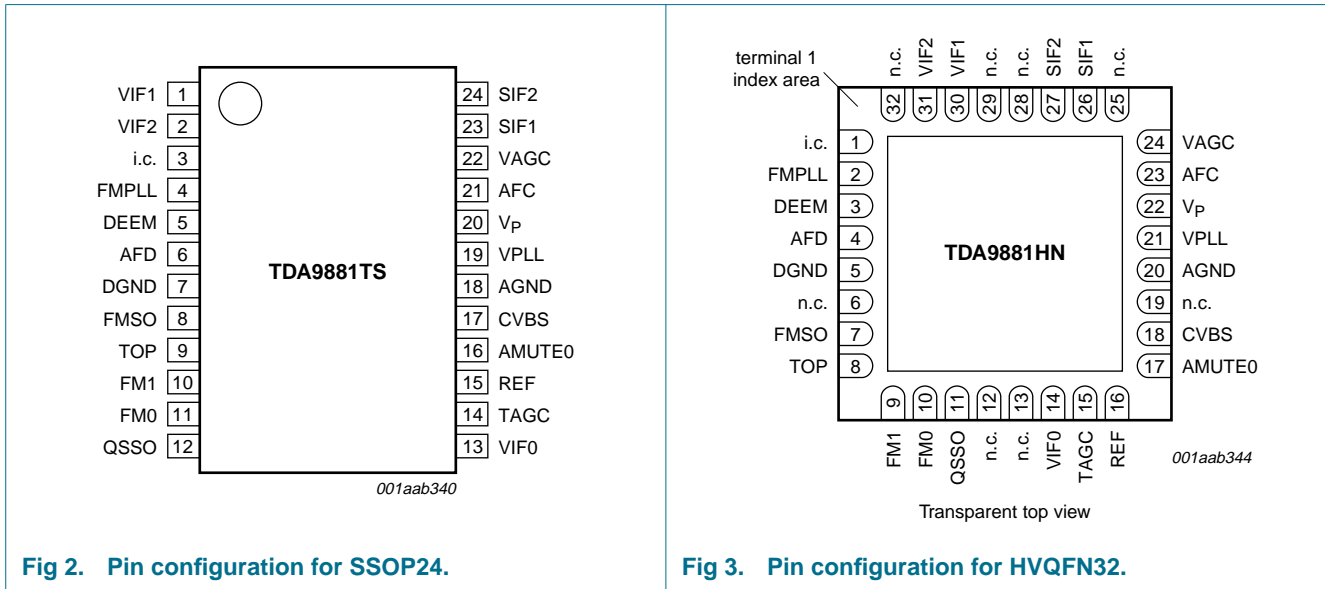 VIF1 1
VIF2 2
i.c. 3
FMPLL 4
DEEM 5
AFD 6
DGND 7
FMSO 8
TOP 9
FM1 10
FM0 11
QSSO 12
TDA9881TS
24 SIF2
23 SIF1
22 VAGC
21 AFC
20 VP
19 VPLL
18 AGND
17 CVBS
16 AMUTE0
15 REF
14 TAGC
13 VIF0
001aab340
Fig 2. Pin configuration for SSOP24.
terminal 1
index area
n.c. VIF2 VIF1 n.c. n.c. SIF2 SIF1 n.c.
32 31 30 29 28 27 26 25
i.c. 1
FMPLL 2
DEEM 3
AFD 4
DGND 5
n.c. 6
FMSO 7
TOP 8
TDA9881HN
24 VAGC
23 AFC
22 VP
21 VPLL
20 AGND
19 n.c.
18 CVBS
17 AMUTE0
9 10 11 12 13 14 15 16
FM1 FM0 QSSO n.c. n.c. VIF0 TAGC REF
001aab344
Transparent top view
Fig 3. Pin configuration for HVQFN32.